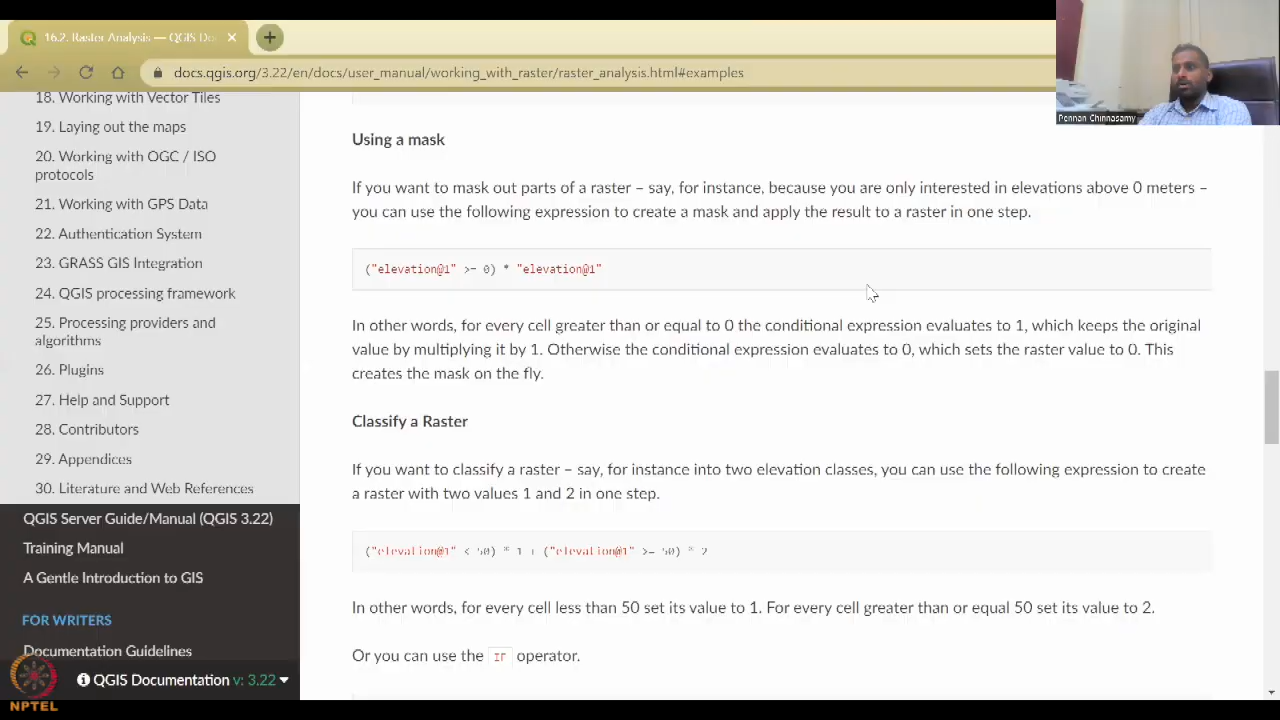 16.2. Raster Analysis — QGIS Do
docs.qgis.org/3.22/en/docs/user_manual/working_with_raster/raster_analysis.html#examples
Pennan Chinnasamy
18. Working with Vector Tiles
19. Laying out the maps
20. Working with OGC / ISO
protocols
21. Working with GPS Data
22. Authentication System
23. GRASS GIS Integration
24. QGIS processing framework
25. Processing providers and
algorithms
26. Plugins
27. Help and Support
28. Contributors
29. Appendices
30. Literature and Web References
QGIS Server Guide/Manual (QGIS 3.22)
Training Manual
A Gentle Introduction to GIS
FOR WRITERS
Documentation Guidelines
QGIS Documentation v: 3.22
NPTEL
Using a mask
If you want to mask out parts of a raster – say, for instance, because you are only interested in elevations above 0 meters –
you can use the following expression to create a mask and apply the result to a raster in one step.
("elevation@1" >= 0) * "elevation@1"
In other words, for every cell greater than or equal to 0 the conditional expression evaluates to 1, which keeps the original
value by multiplying it by 1. Otherwise the conditional expression evaluates to 0, which sets the raster value to 0. This
creates the mask on the fly.
Classify a Raster
If you want to classify a raster – say, for instance into two elevation classes, you can use the following expression to create
a raster with two values 1 and 2 in one step.
("elevation@1" < 50) * 1 + ("elevation@1" >= 50) * 2
In other words, for every cell less than 50 set its value to 1. For every cell greater than or equal 50 set its value to 2.
Or you can use the IF operator.